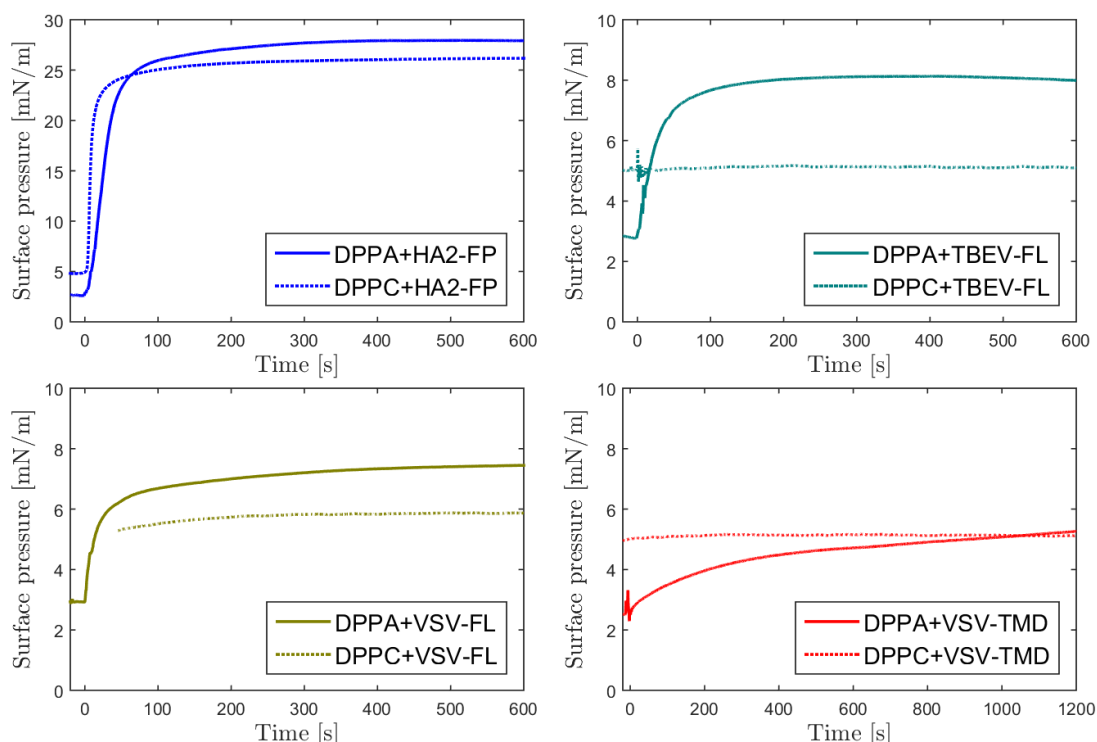 Surface pressure [mN/m]
30
25
20
15
10
5
0
DPPA+HA2-FP
DPPC+HA2-FP
0 100 200 300 400 500 600
Time [s]
Surface pressure [mN/m]
10
8
6
4
2
0
DPPA+TBEV-FL
DPPC+TBEV-FL
0 100 200 300 400 500 600
Time [s]
Surface pressure [mN/m]
10
8
6
4
2
0
DPPA+VSV-FL
DPPC+VSV-FL
0 100 200 300 400 500 600
Time [s]
Surface pressure [mN/m]
10
8
6
4
2
0
DPPA+VSV-TMD
DPPC+VSV-TMD
0 200 400 600 800 1000 1200
Time [s]